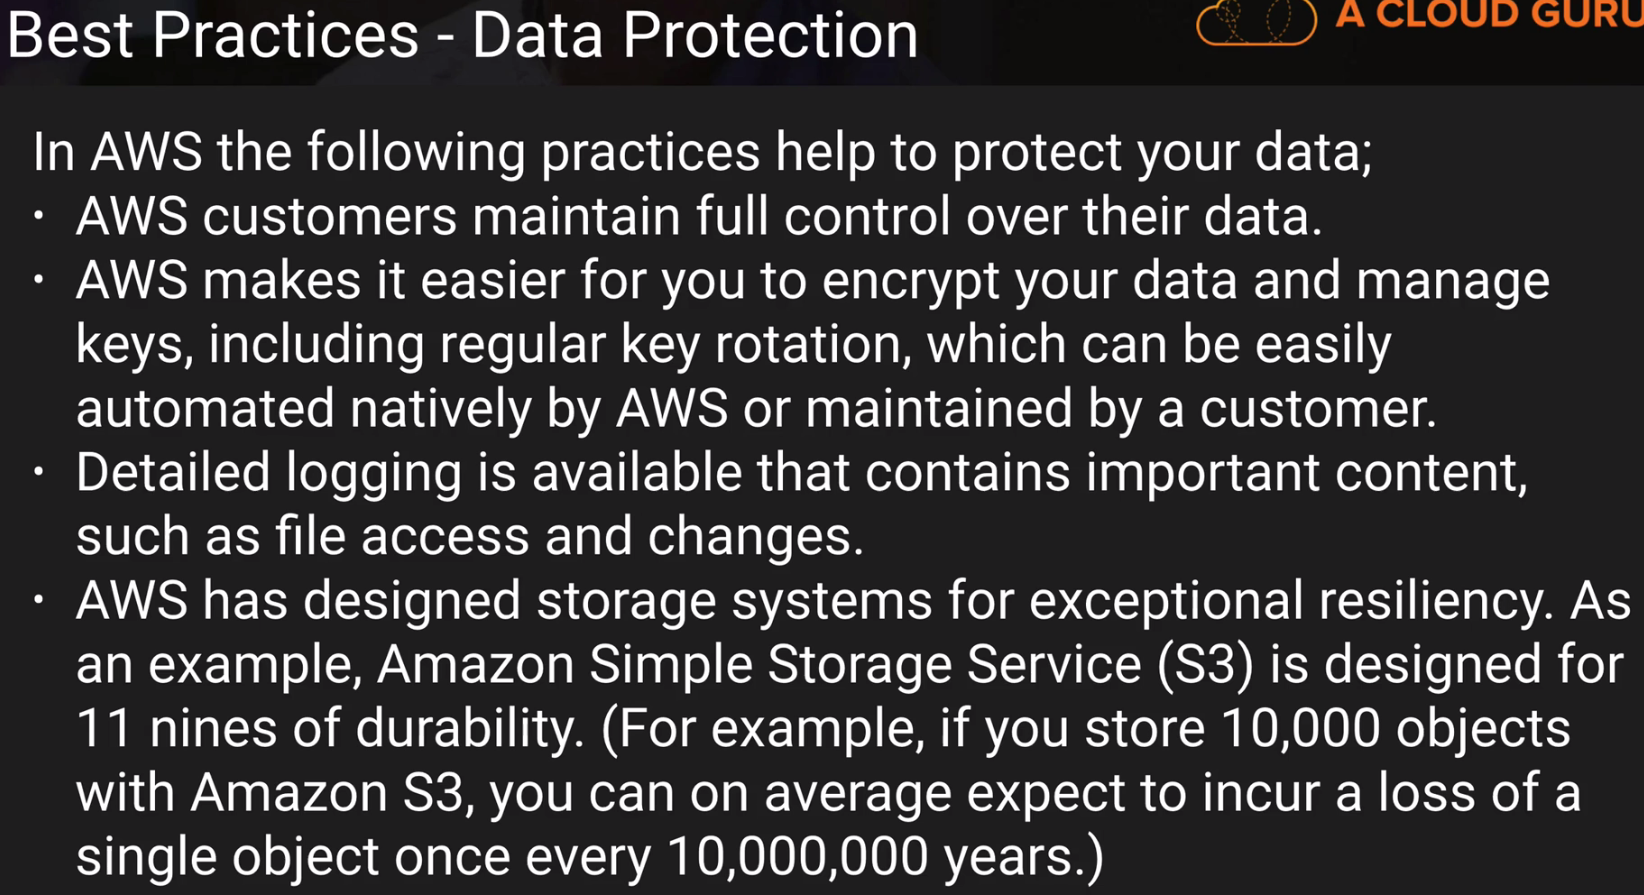 Best Practices - Data Protection
A CLOUD GURU
In AWS the following practices help to protect your data;
• AWS customers maintain full control over their data.
• AWS makes it easier for you to encrypt your data and manage
keys, including regular key rotation, which can be easily
automated natively by AWS or maintained by a customer.
• Detailed logging is available that contains important content,
such as file access and changes.
• AWS has designed storage systems for exceptional resiliency. As
an example, Amazon Simple Storage Service (S3) is designed for
11 nines of durability. (For example, if you store 10,000 objects
with Amazon S3, you can on average expect to incur a loss of a
single object once every 10,000,000 years.)